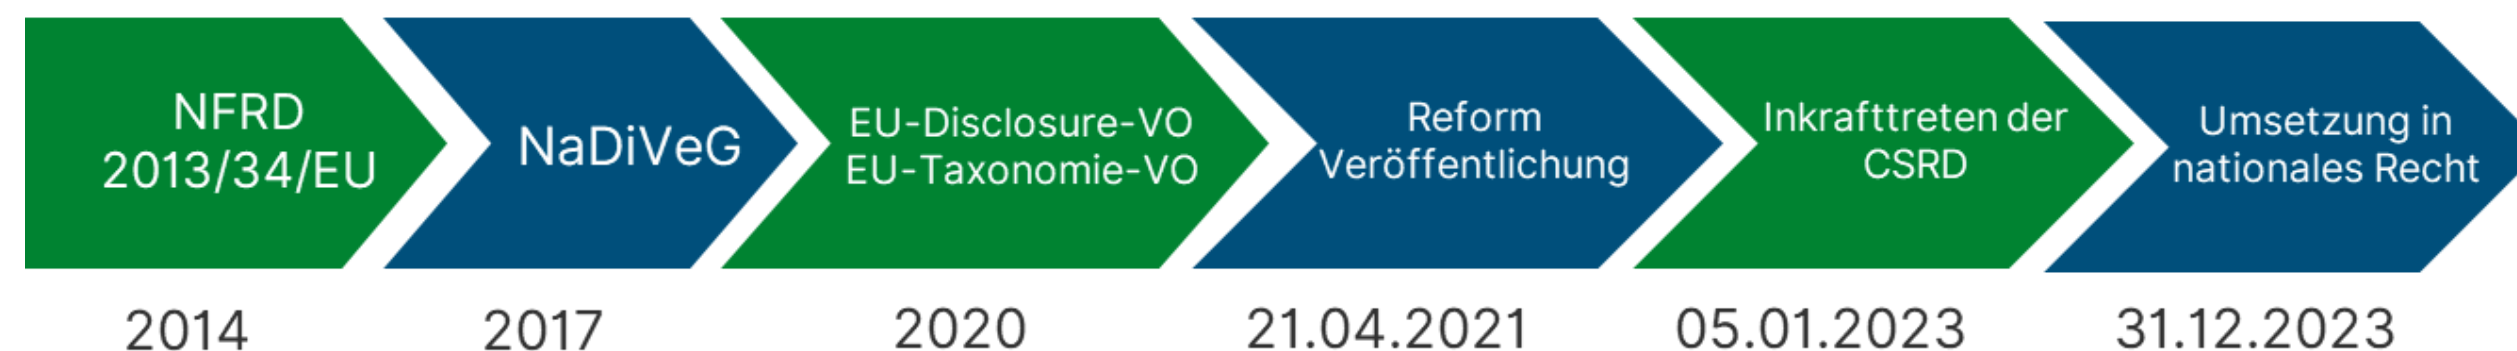 NFRD
2013/34/EU
NaDiVeG
EU-Disclosure-VO
EU-Taxonomie-VO
Reform
Veröffentlichung
Inkrafttreten der
CSRD
Umsetzung in
nationales Recht
2014
2017
2020
21.04.2021
05.01.2023
31.12.2023